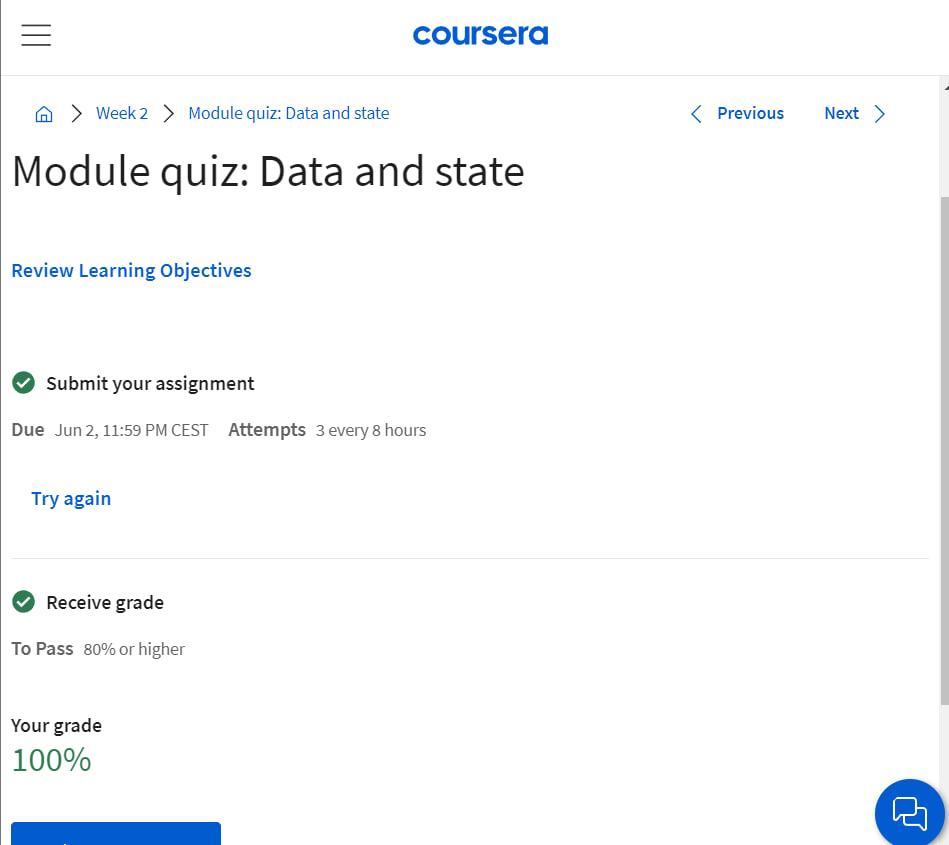 coursera
Week 2 Module quiz: Data and state Previous Next
Module quiz: Data and state
Review Learning Objectives
Submit your assignment
Due Jun 2, 11:59 PM CEST Attempts 3 every 8 hours
Try again
Receive grade
To Pass 80% or higher
Your grade
100%